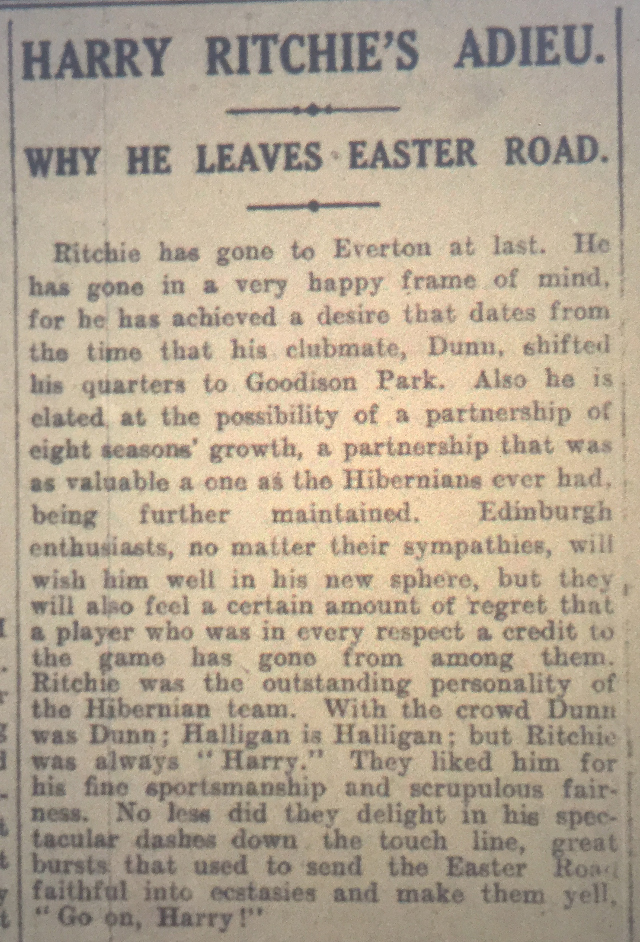 HARRY RITCHIE'S ADIEU.
WHY HE LEAVES EASTER ROAD.
Ritchie has gone to Everton at last. He
has gone in a very happy frame of mind,
for he has achieved a desire that dates from
the time that his clubmate, Dunn, shifted
his quarters to Goodison Park. Also he is
elated at the possibility of a partnership of
eight seasons' growth, a partnership that was
as valuable a one as the Hibernians ever had,
being further maintained. Edinburgh
enthusiasts, no matter their sympathies, will
wish him well in his new sphere, but they
will also feel a certain amount of regret that
a player who was in every respect a credit to
the game has gone from among them.
Ritchie was the outstanding personality of
the Hibernian team. With the crowd Dunn
was Dunn; Halligan is Halligan; but Ritchie
was always "Harry." They liked him for
his fine sportsmanship and scrupulous fair-
ness. No less did they delight in his spec-
tacular dashes down the touch line, great
bursts that used to send the Easter Road
faithful into ecstasies and make them yell,
"Go on, Harry!"